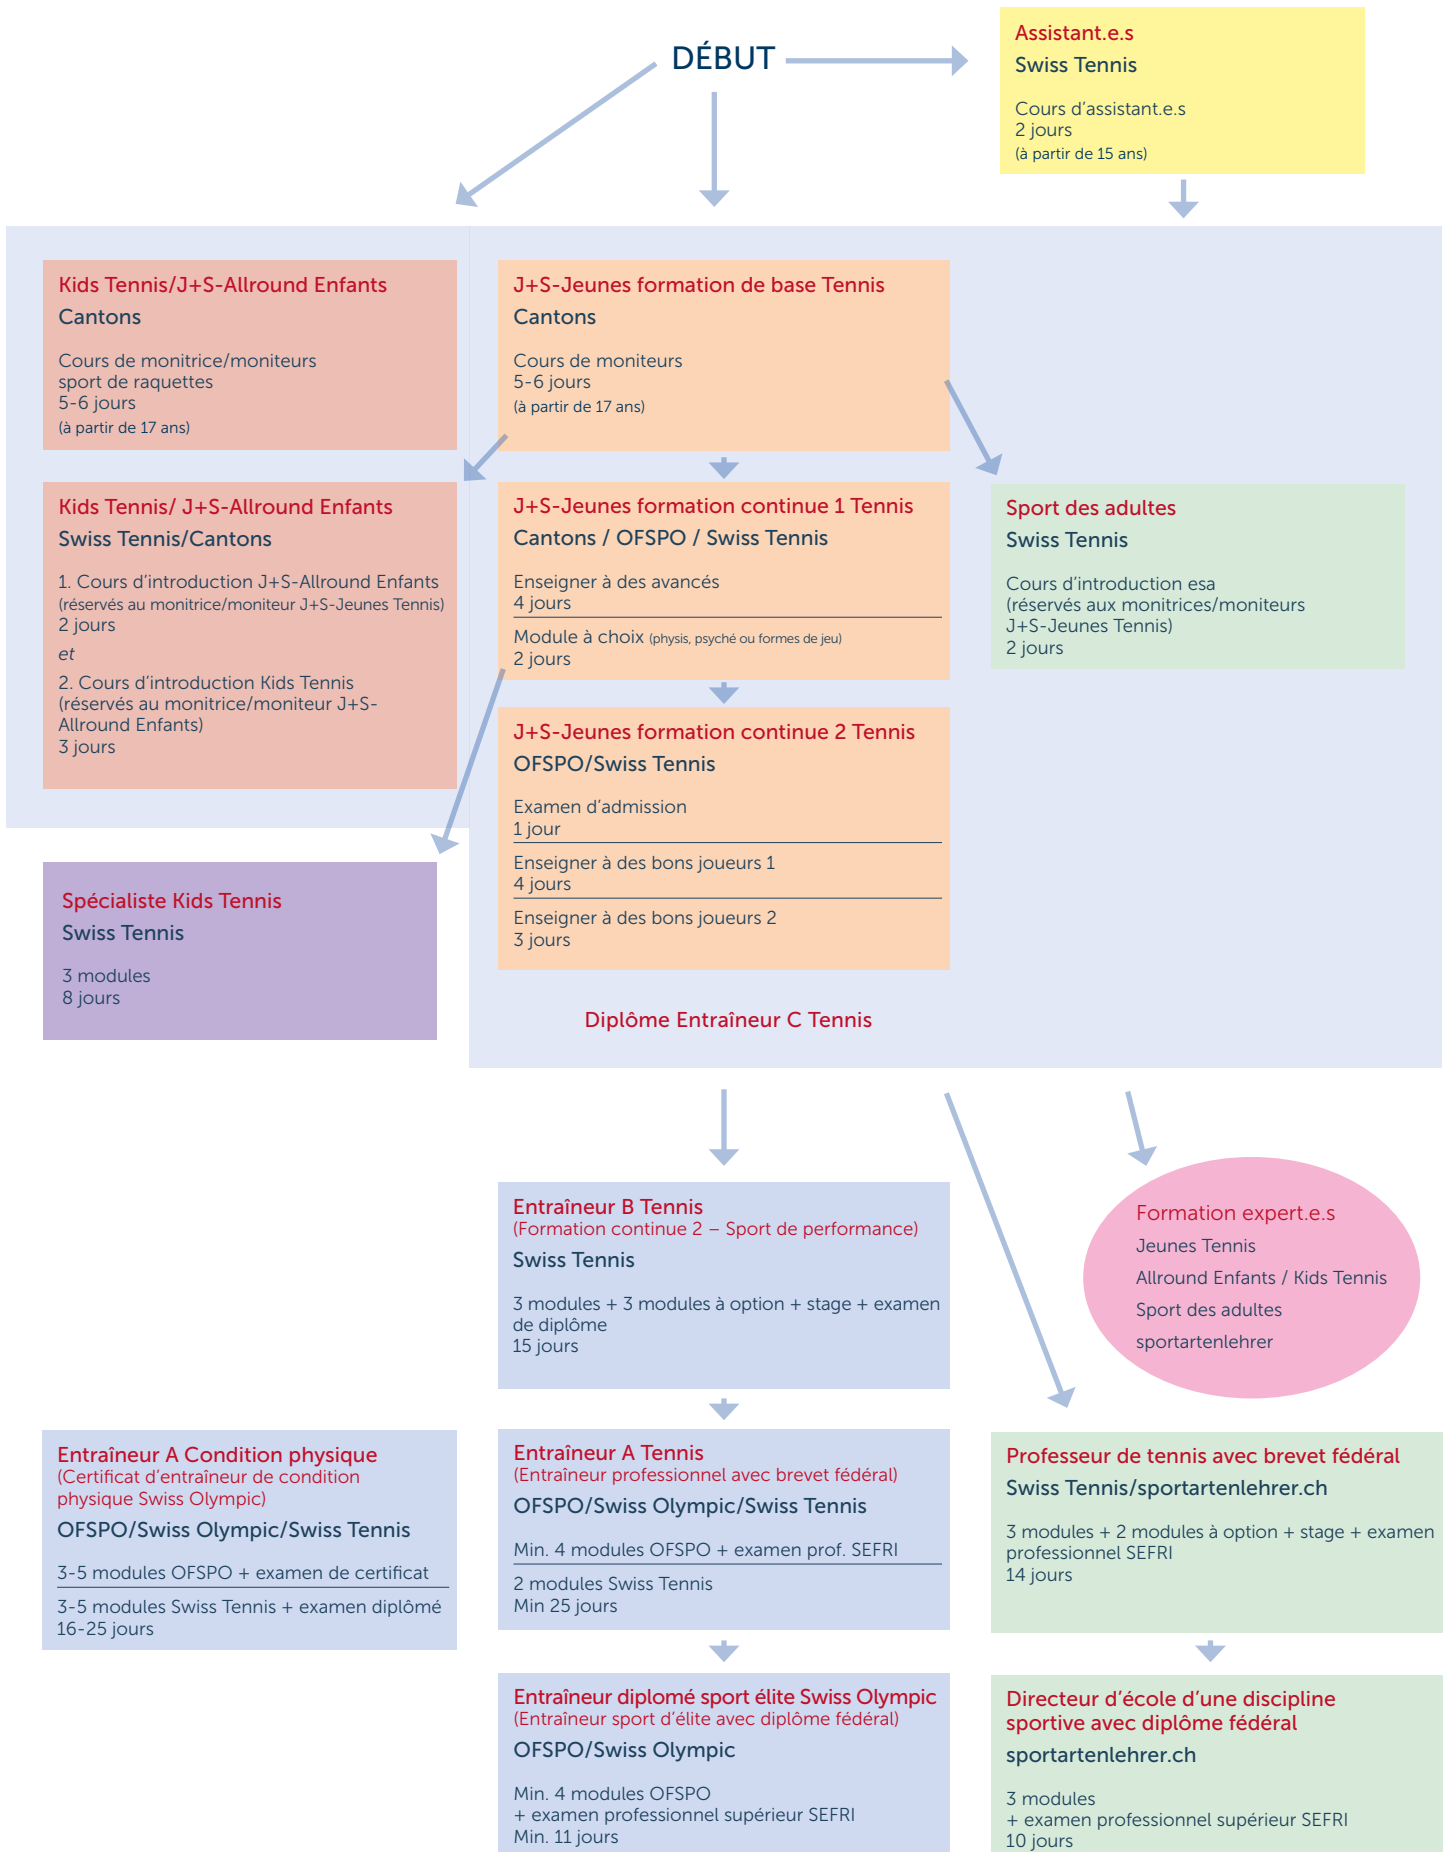 DÉBUT
Assistant.e.s
Swiss Tennis
Cours d'assistant.e.s
2 jours
(à partir de 15 ans)
Kids Tennis/J+S-Allround Enfants
Cantons
Cours de monitrice/moniteurs
sport de raquettes
5-6 jours
(à partir de 17 ans)
J+S-Jeunes formation de base Tennis
Cantons
Cours de moniteurs
5-6 jours
(à partir de 17 ans)
Kids Tennis/ J+S-Allround Enfants
Swiss Tennis/Cantons
1. Cours d'introduction J+S-Allround Enfants
(réservés au monitrice/moniteur J+S-Jeunes Tennis)
2 jours
et
2. Cours d'introduction Kids Tennis
(réservés au monitrice/moniteur J+S-
Allround Enfants)
3 jours
J+S-Jeunes formation continue 1 Tennis
Cantons / OFSPO / Swiss Tennis
Enseigner à des avancés
4 jours
Module à choix (physis, psyché ou formes de jeu)
2 jours
Sport des adultes
Swiss Tennis
Cours d'introduction esa
(réservés aux monitrices/moniteurs
J+S-Jeunes Tennis)
2 jours
J+S-Jeunes formation continue 2 Tennis
OFSPO/Swiss Tennis
Examen d'admission
1 jour
Enseigner à des bons joueurs 1
4 jours
Enseigner à des bons joueurs 2
3 jours
Spécialiste Kids Tennis
Swiss Tennis
3 modules
8 jours
Diplôme Entraîneur C Tennis
Entraîneur B Tennis
(Formation continue 2 – Sport de performance)
Swiss Tennis
3 modules + 3 modules à option + stage + examen
de diplôme
15 jours
Formation expert.e.s
Jeunes Tennis
Allround Enfants / Kids Tennis
Sport des adultes
sportartenlehrer
Entraîneur A Condition physique
(Certificat d'entraîneur de condition
physique Swiss Olympic)
OFSPO/Swiss Olympic/Swiss Tennis
3-5 modules OFSPO + examen de certificat
3-5 modules Swiss Tennis + examen diplômé
16-25 jours
Entraîneur A Tennis
(Entraîneur professionnel avec brevet fédéral)
OFSPO/Swiss Olympic/Swiss Tennis
Min. 4 modules OFSPO + examen prof. SEFRI
2 modules Swiss Tennis
Min 25 jours
Professeur de tennis avec brevet fédéral
Swiss Tennis/sportartenlehrer.ch
3 modules + 2 modules à option + stage + examen
professionnel SEFRI
14 jours
Entraîneur diplomé sport élite Swiss Olympic
(Entraîneur sport d'élite avec diplôme fédéral)
OFSPO/Swiss Olympic
Min. 4 modules OFSPO
+ examen professionnel supérieur SEFRI
Min. 11 jours
Directeur d'école d'une discipline
sportive avec diplôme fédéral
sportartenlehrer.ch
3 modules
+ examen professionnel supérieur SEFRI
10 jours